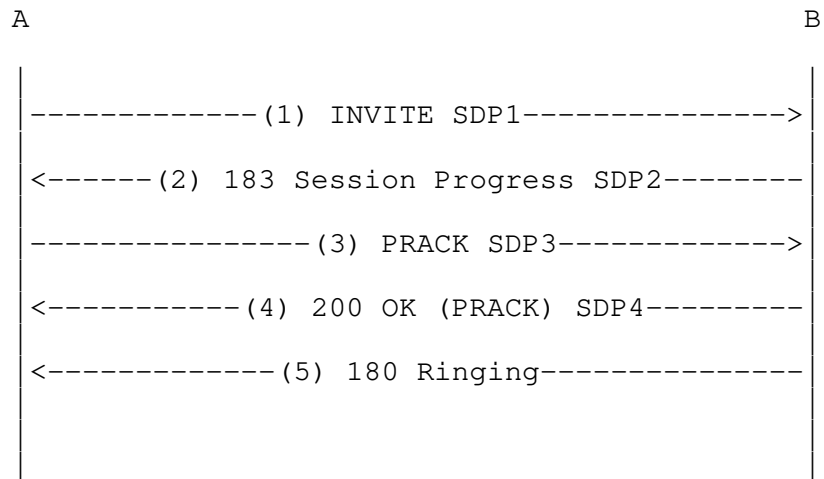 A B
|-------------(1) INVITE SDP1--------------->|
|<------(2) 183 Session Progress SDP2--------|
|----------------(3) PRACK SDP3------------->|
|<-----------(4) 200 OK (PRACK) SDP4---------|
|<-------------(5) 180 Ringing---------------|